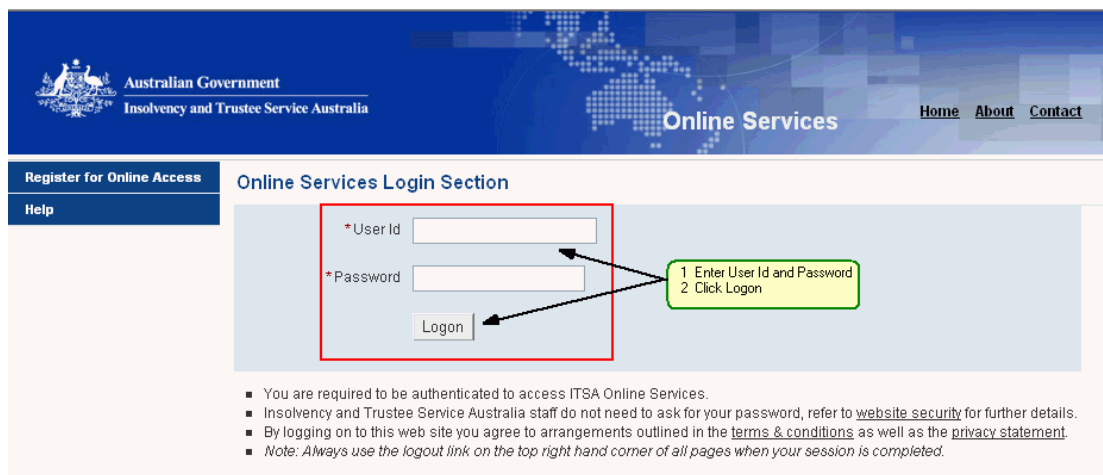 Australian Government
Insolvency and Trustee Service Australia
Online Services
Home About Contact
Register for Online Access
Help
Online Services Login Section
*User Id
*Password
Logon
1 Enter User Id and Password
2 Click Logon
You are required to be authenticated to access ITSA Online Services.
Insolvency and Trustee Service Australia staff do not need to ask for your password, refer to website security for further details.
By logging on to this web site you agree to arrangements outlined in the terms & conditions as well as the privacy statement.
Note: Always use the logout link on the top right hand corner of all pages when your session is completed.